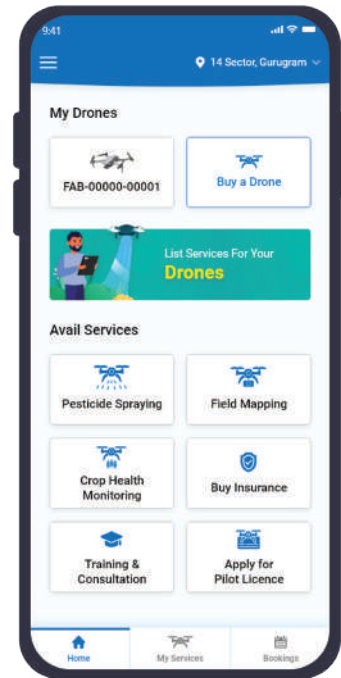 9:41
14 Sector, Gurugram
My Drones
FAB-00000-00001
Buy a Drone
List Services For Your
Drones
Avail Services
Pesticide Spraying
Field Mapping
Crop Health
Monitoring
Buy Insurance
Training &
Consultation
Apply for
Pilot Licence
Home
My Services
Bookings